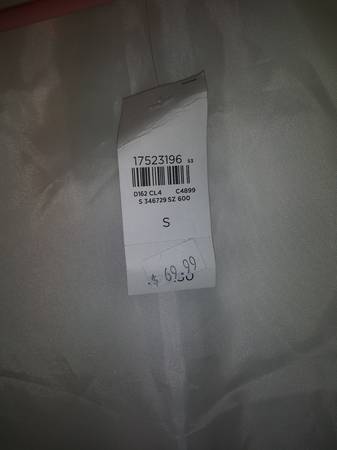 17523196 53
D162 CL4 C4899
S 346729 SZ 600
S
$ 69.99